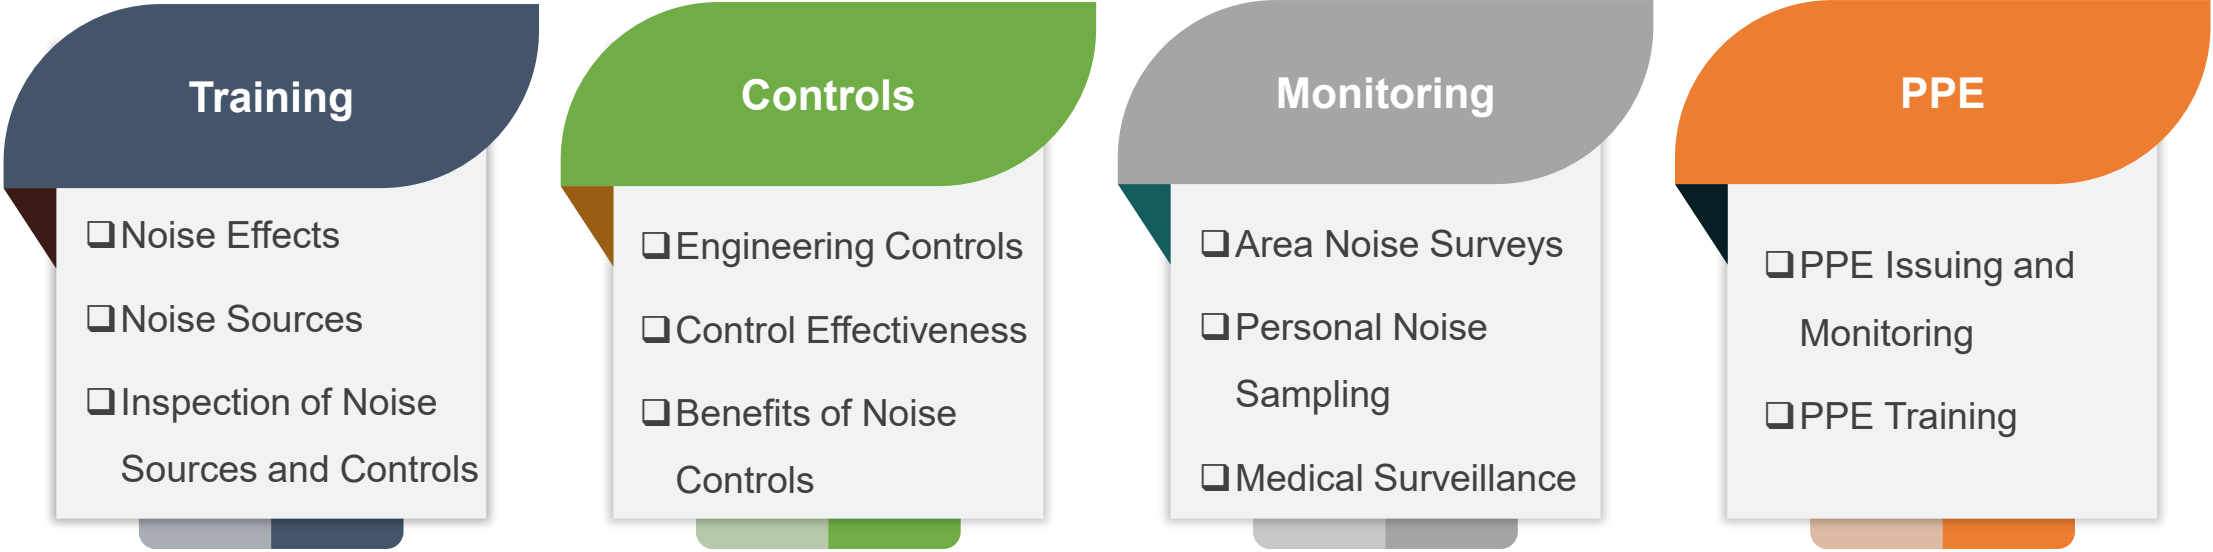 Training
❑Noise Effects
❑Noise Sources
❑Inspection of Noise
Sources and Controls
Controls
❑Engineering Controls
❑Control Effectiveness
❑Benefits of Noise
Controls
Monitoring
❑Area Noise Surveys
❑Personal Noise
Sampling
❑Medical Surveillance
PPE
❑PPE Issuing and
Monitoring
❑PPE Training